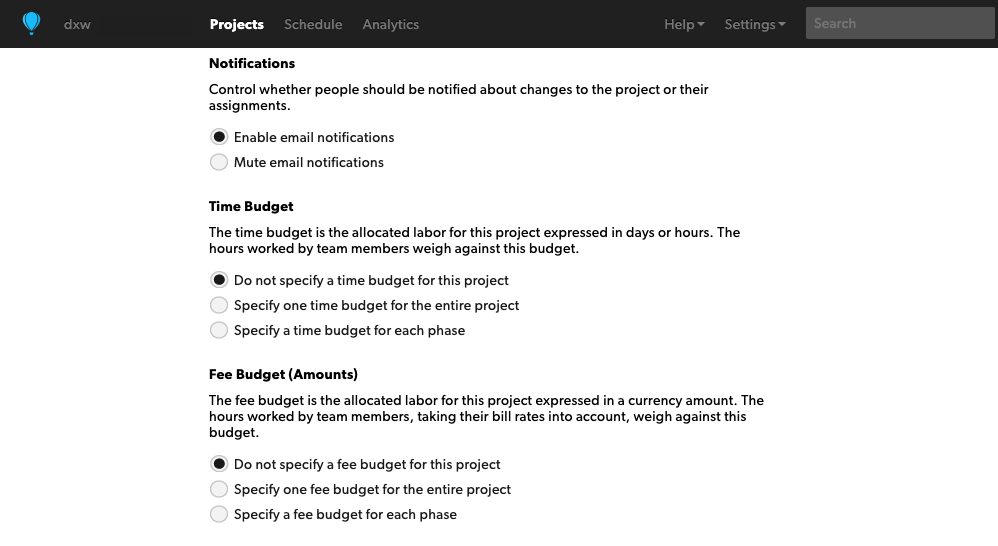 dxw Projects Schedule Analytics Help Settings Search
Notifications
Control whether people should be notified about changes to the project or their
assignments.
Enable email notifications
Mute email notifications
Time Budget
The time budget is the allocated labor for this project expressed in days or hours. The
hours worked by team members weigh against this budget.
Do not specify a time budget for this project
Specify one time budget for the entire project
Specify a time budget for each phase
Fee Budget (Amounts)
The fee budget is the allocated labor for this project expressed in a currency amount. The
hours worked by team members, taking their bill rates into account, weigh against this
budget.
Do not specify a fee budget for this project
Specify one fee budget for the entire project
Specify a fee budget for each phase